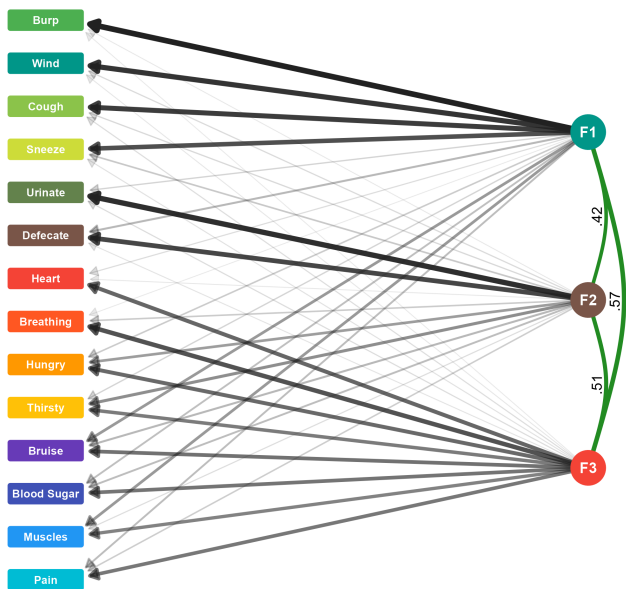 Burp
Wind
Cough
Sneeze
Urinate
Defecate
Heart
Breathing
Hungry
Thirsty
Bruise
Blood Sugar
Muscles
Pain
F1
F2
F3
.42
.57
.51